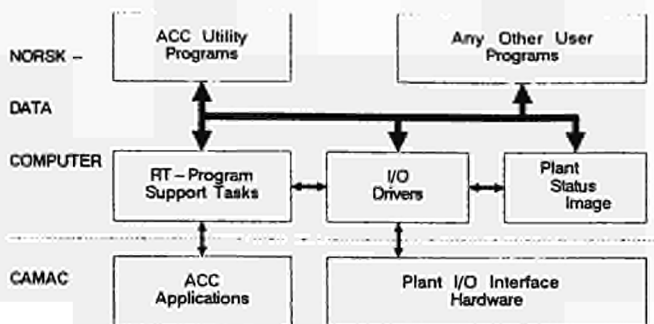 NORSK –
DATA
COMPUTER
CAMAC
ACC Utility
Programs
Any Other User
Programs
RT – Program
Support Tasks
I/O
Drivers
Plant
Status
Image
ACC
Applications
Plant I/O Interface
Hardware